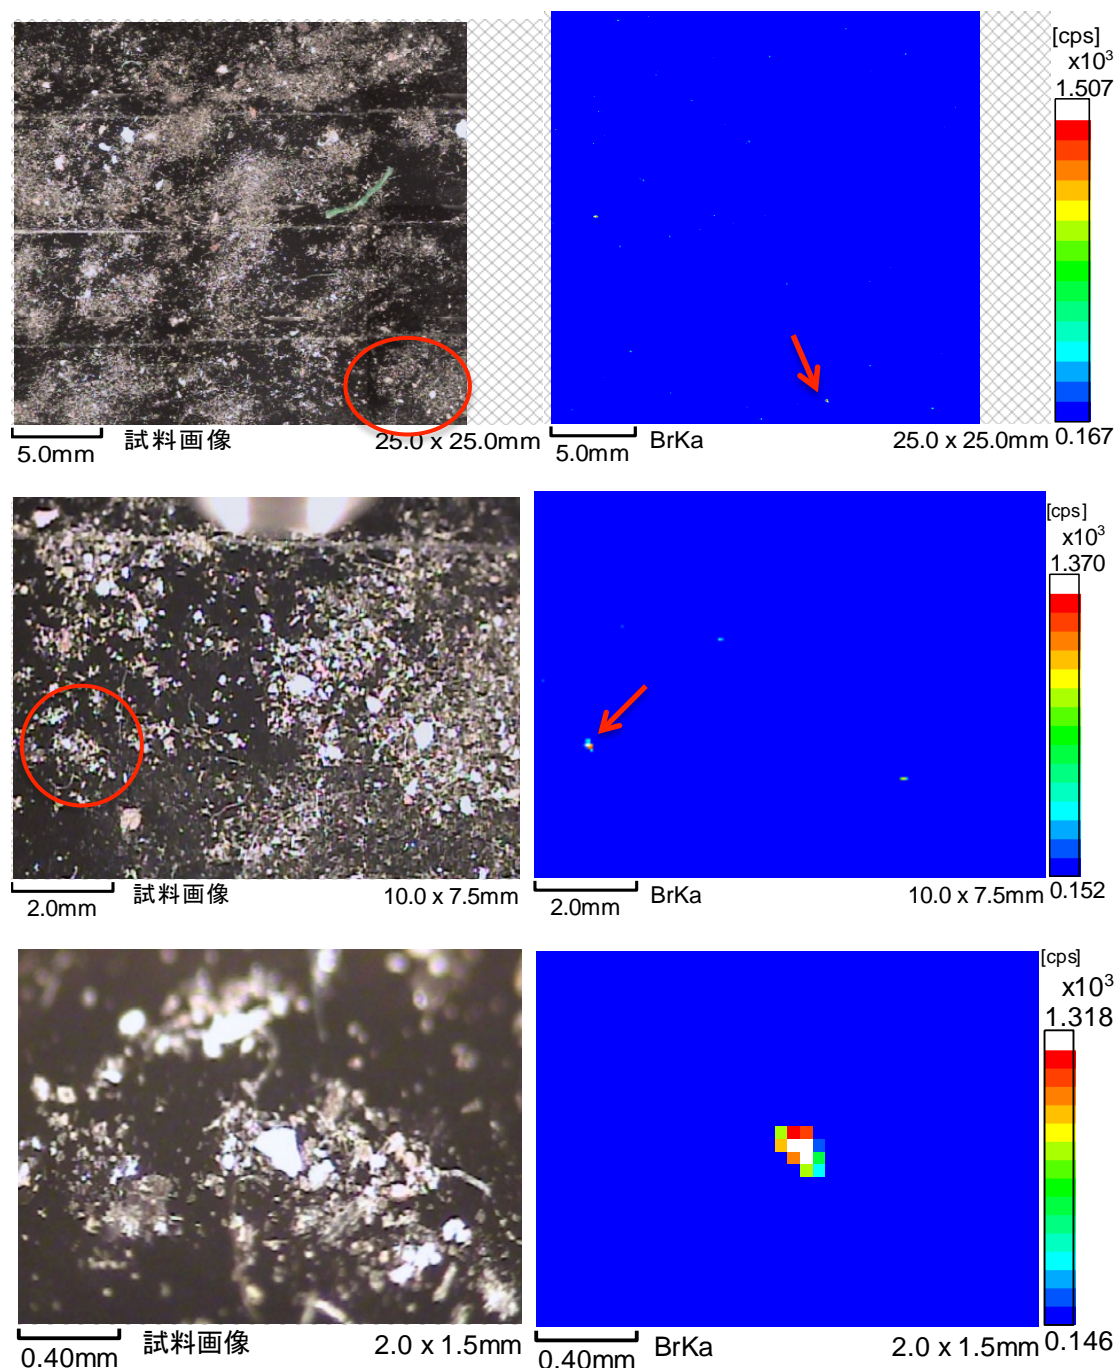 [cps]
x10³
1.507
0.167
5.0mm
試料画像
25.0 x 25.0mm
5.0mm
BrKa
25.0 x 25.0mm
[cps]
x10³
1.370
0.152
2.0mm
試料画像
10.0 x 7.5mm
2.0mm
BrKa
10.0 x 7.5mm
[cps]
x10³
1.318
0.146
0.40mm
試料画像
2.0 x 1.5mm
0.40mm
BrKa
2.0 x 1.5mm